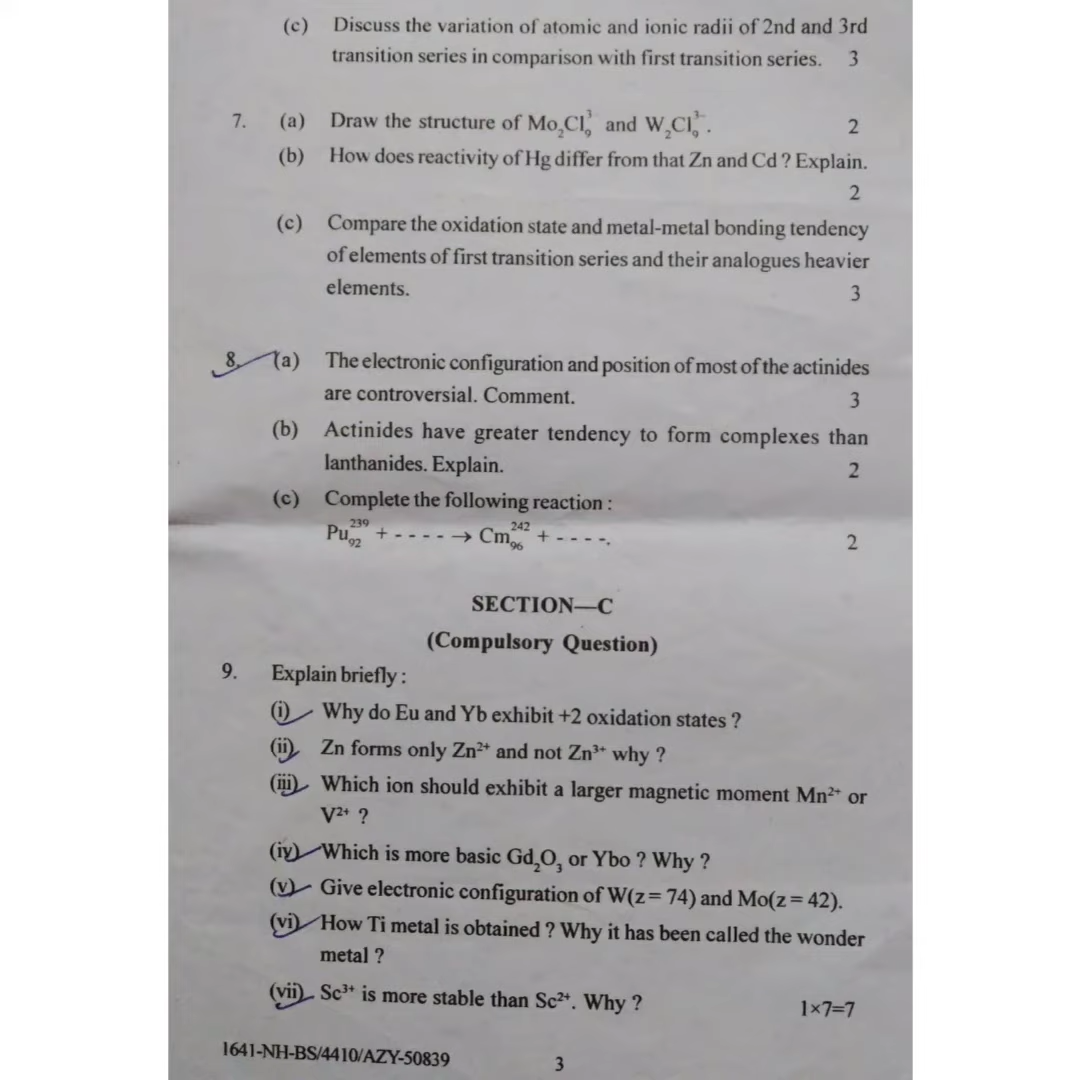 (c) Discuss the variation of atomic and ionic radii of 2nd and 3rd
transition series in comparison with first transition series. 3
7. (a) Draw the structure of Mo₂Cl₉³⁻ and W₂Cl₉³⁻. 2
(b) How does reactivity of Hg differ from that Zn and Cd ? Explain.
2
(c) Compare the oxidation state and metal-metal bonding tendency
of elements of first transition series and their analogues heavier
elements. 3
8. (a) The electronic configuration and position of most of the actinides
are controversial. Comment. 3
(b) Actinides have greater tendency to form complexes than
lanthanides. Explain. 2
(c) Complete the following reaction :
Pu₉₂²³⁹ + - - - - - → Cm₉₆²⁴² + - - - -. 2
SECTION—C
(Compulsory Question)
9. Explain briefly :
(i) Why do Eu and Yb exhibit +2 oxidation states ?
(ii) Zn forms only Zn²⁺ and not Zn³⁺ why ?
(iii) Which ion should exhibit a larger magnetic moment Mn²⁺ or
V²⁺ ?
(iv) Which is more basic Gd₂O₃ or Ybo ? Why ?
(v) Give electronic configuration of W(z = 74) and Mo(z = 42).
(vi) How Ti metal is obtained ? Why it has been called the wonder
metal ?
(vii) Sc³⁺ is more stable than Sc²⁺. Why ? 1×7=7
1641-NH-BS/4410/AZY-50839 3